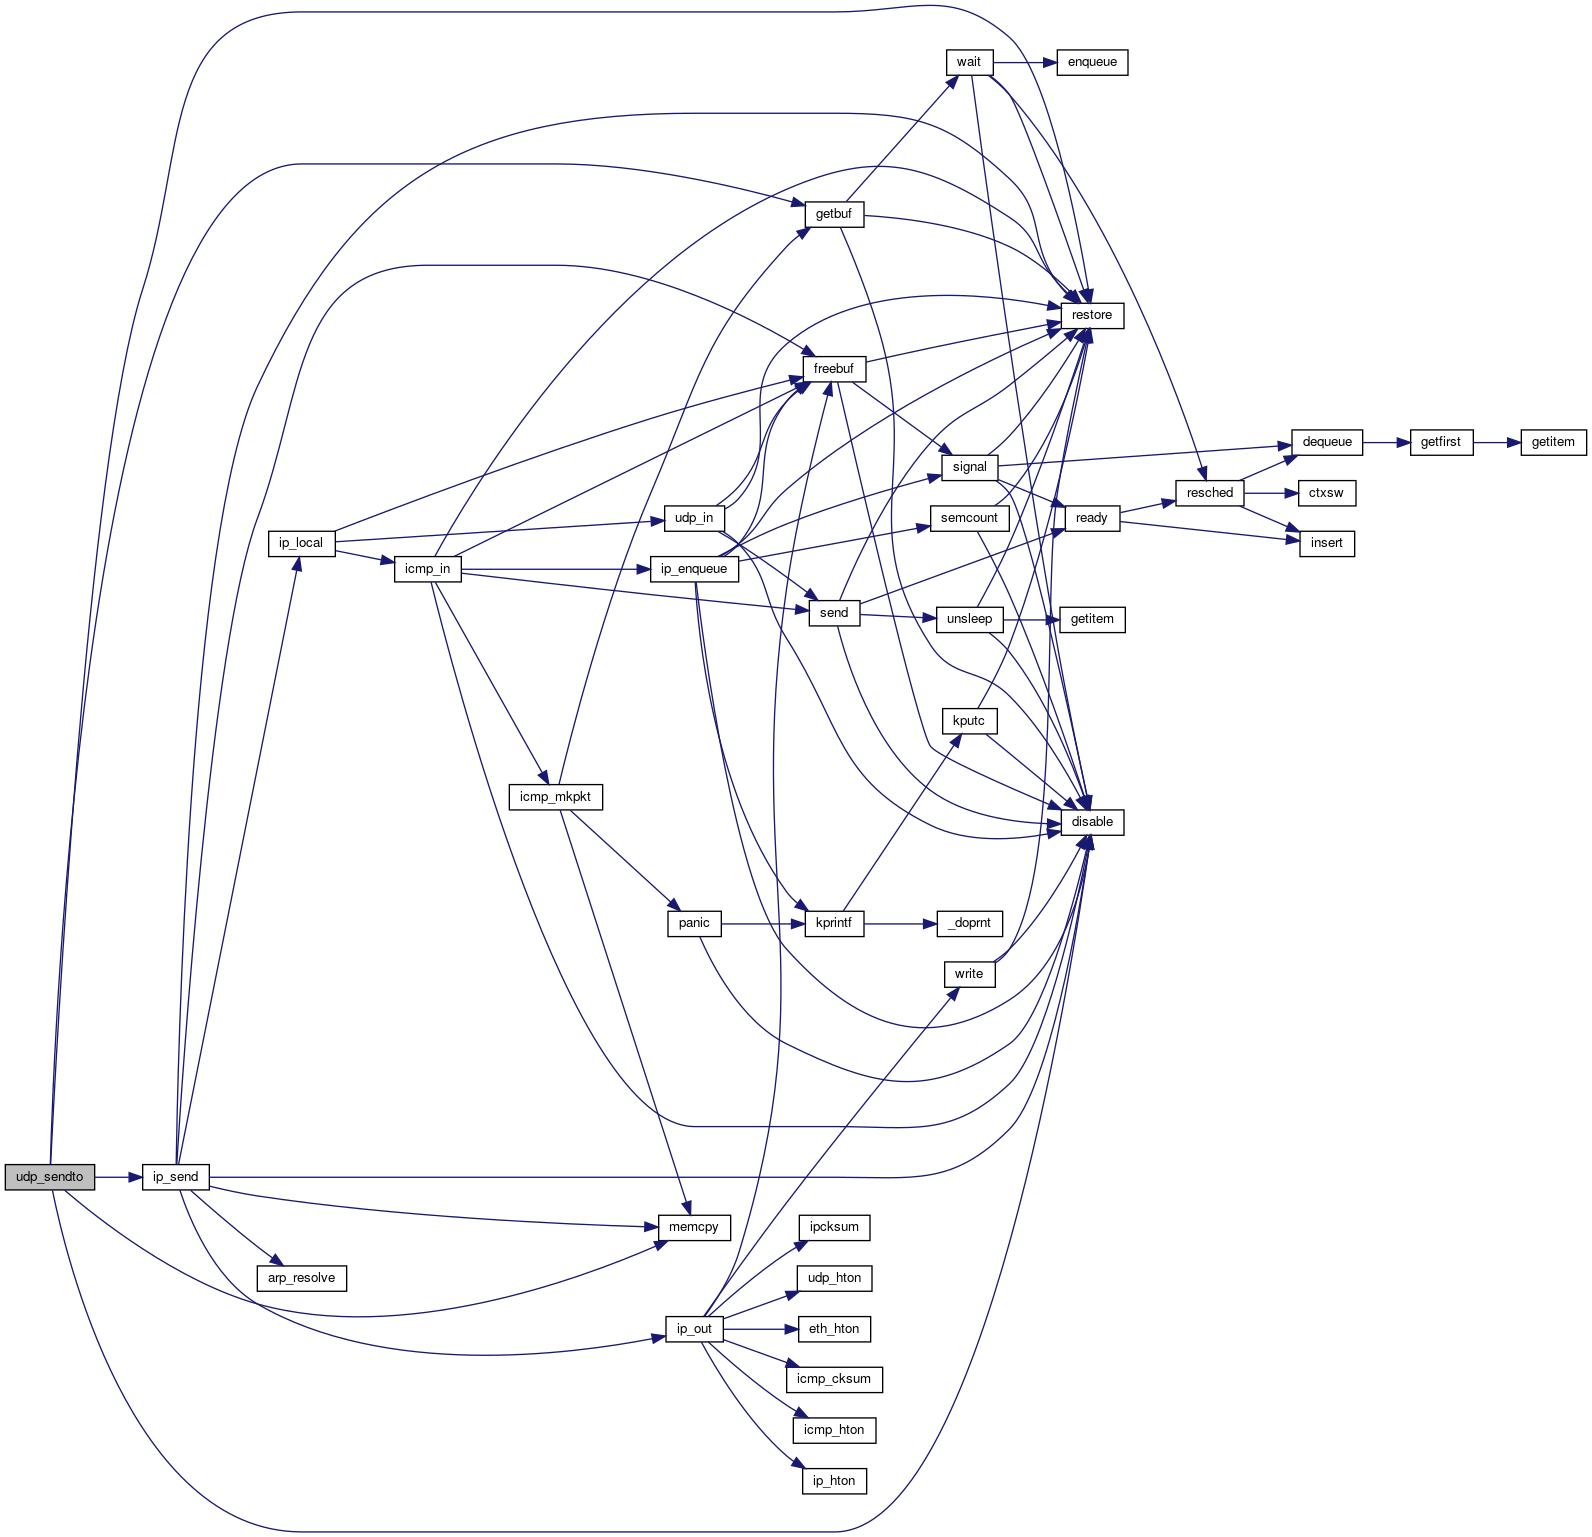 wait
enqueue
getbuf
restore
freebuf
dequeue
getfirst
getitem
signal
resched
ctxsw
udp_in
semcount
ready
ip_local
insert
icmp_in
ip_enqueue
send
unsleep
getitem
kputc
icmp_mkpkt
disable
panic
kprintf
_doprnt
write
udp_sendto
ip_send
memcpy
ipcksum
arp_resolve
udp_hton
ip_out
eth_hton
icmp_cksum
icmp_hton
ip_hton